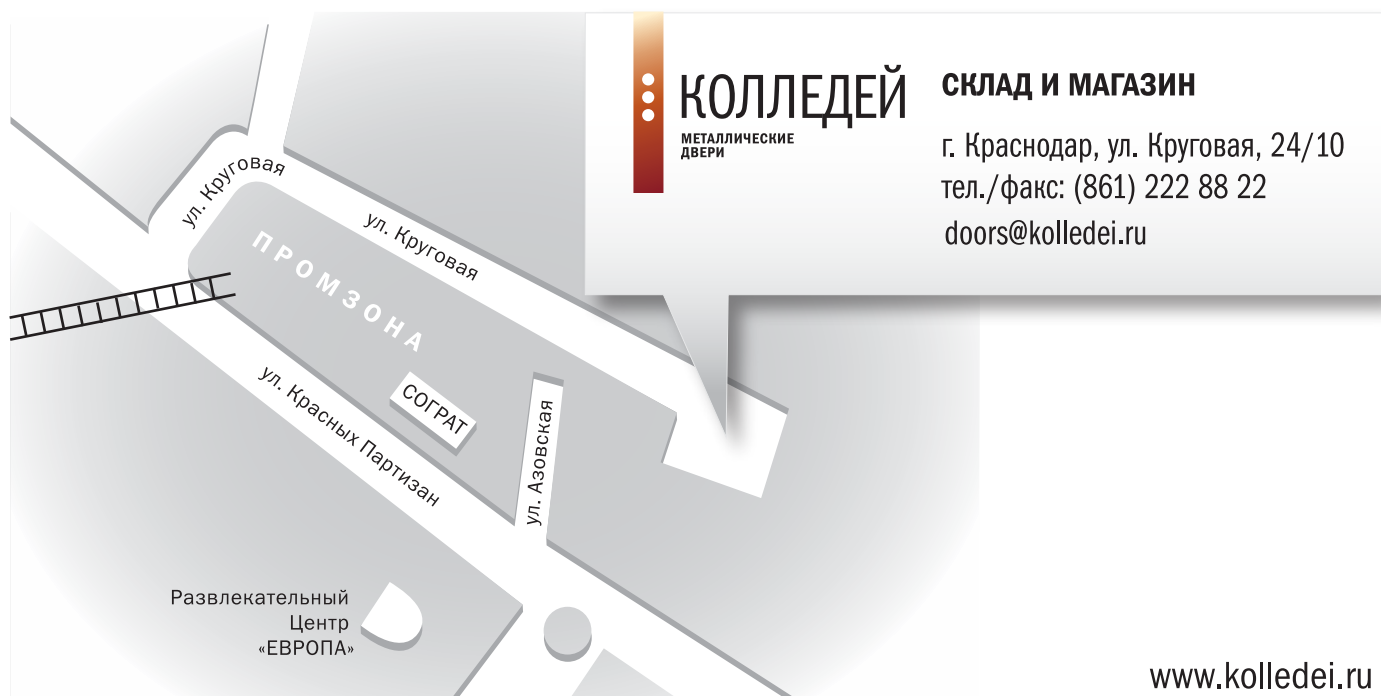 КОЛЛЕДЕЙ
МЕТАЛЛИЧЕСКИЕ
ДВЕРИ
СКЛАД И МАГАЗИН
г. Краснодар, ул. Круговая, 24/10
тел./факс: (861) 222 88 22
doors@kolledei.ru
ул. Круговая
ул. Круговая
ПРОМЗОНА
СОГРАТ
ул. Азовская
ул. Красных Партизан
Развлекательный
Центр
«ЕВРОПА»
www.kolledei.ru